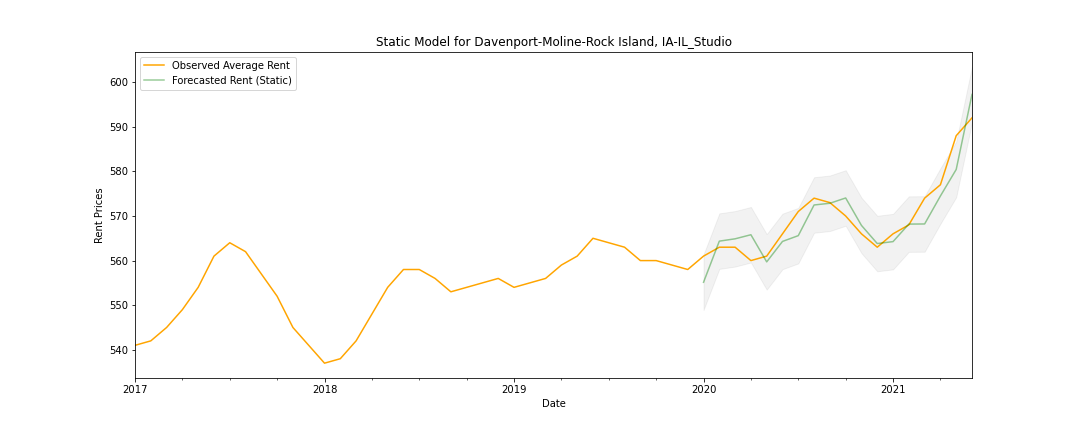 Static Model for Davenport-Moline-Rock Island, IA-IL_Studio
Observed Average Rent
Forecasted Rent (Static)
600
590
580
570
560
550
540
Rent Prices
2017
2018
2019
2020
2021
Date